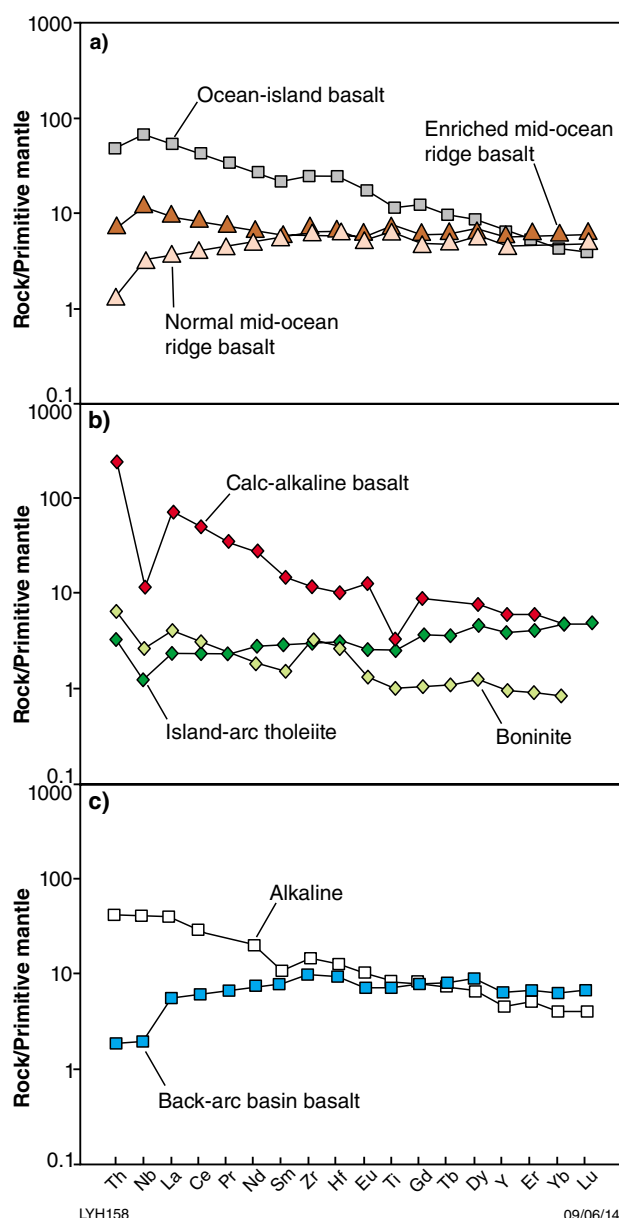 1000
a)
Ocean-island basalt
100
Enriched mid-ocean
ridge basalt
10
1
Normal mid-ocean
ridge basalt
0.1
Rock/Primitive mantle
1000
b)
Calc-alkaline basalt
100
10
1
Island-arc tholeiite
Boninite
0.1
Rock/Primitive mantle
1000
c)
Alkaline
100
10
1
Back-arc basin basalt
0.1
Rock/Primitive mantle
Th Nb La Ce Pr Nd Sm Zr Hf Eu Ti Gd Tb Dy Y Er Yb Lu
LYH158 09/06/14